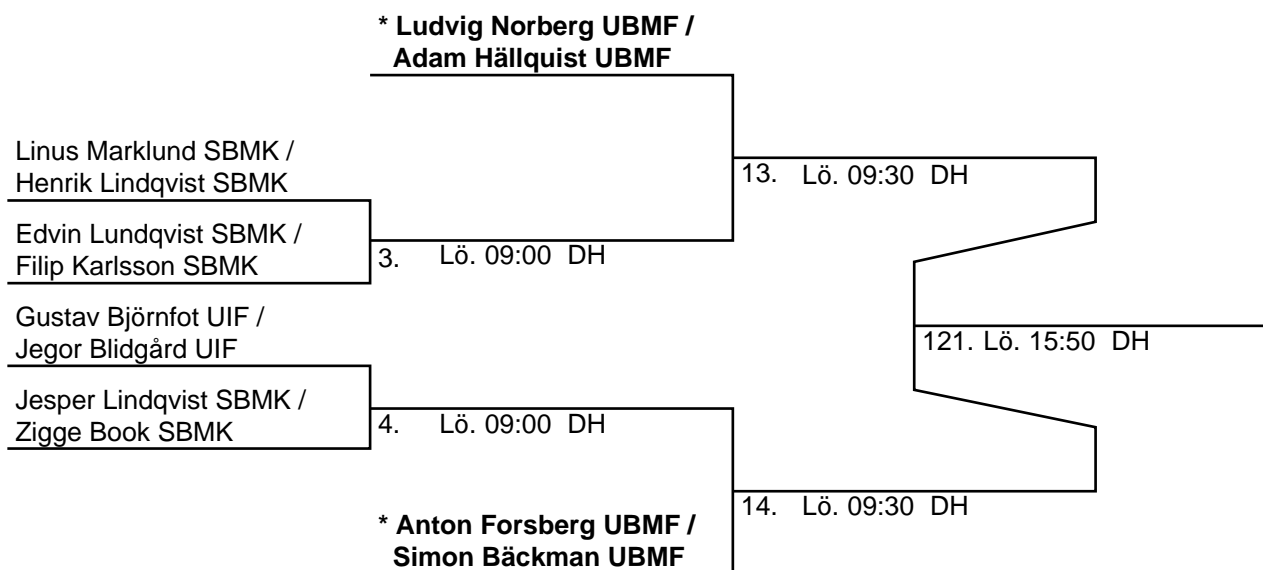 * Ludvig Norberg UBMF /
Adam Hällquist UBMF
Linus Marklund SBMK /
Henrik Lindqvist SBMK
13. Lö. 09:30 DH
Edvin Lundqvist SBMK /
Filip Karlsson SBMK
3. Lö. 09:00 DH
Gustav Björnfot UIF /
Jegor Blidgård UIF
121. Lö. 15:50 DH
Jesper Lindqvist SBMK /
Zigge Book SBMK
4. Lö. 09:00 DH
14. Lö. 09:30 DH
* Anton Forsberg UBMF /
Simon Bäckman UBMF